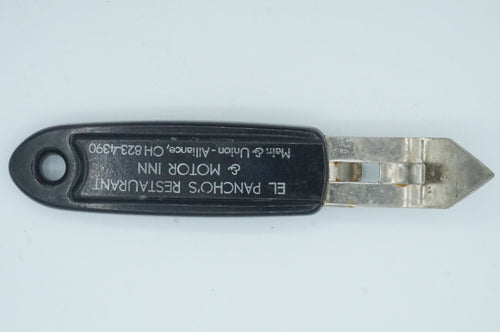 EL PANCHO'S RESTAURANT
& MOTOR INN
Main & Union - Alliance, OH 823-4390